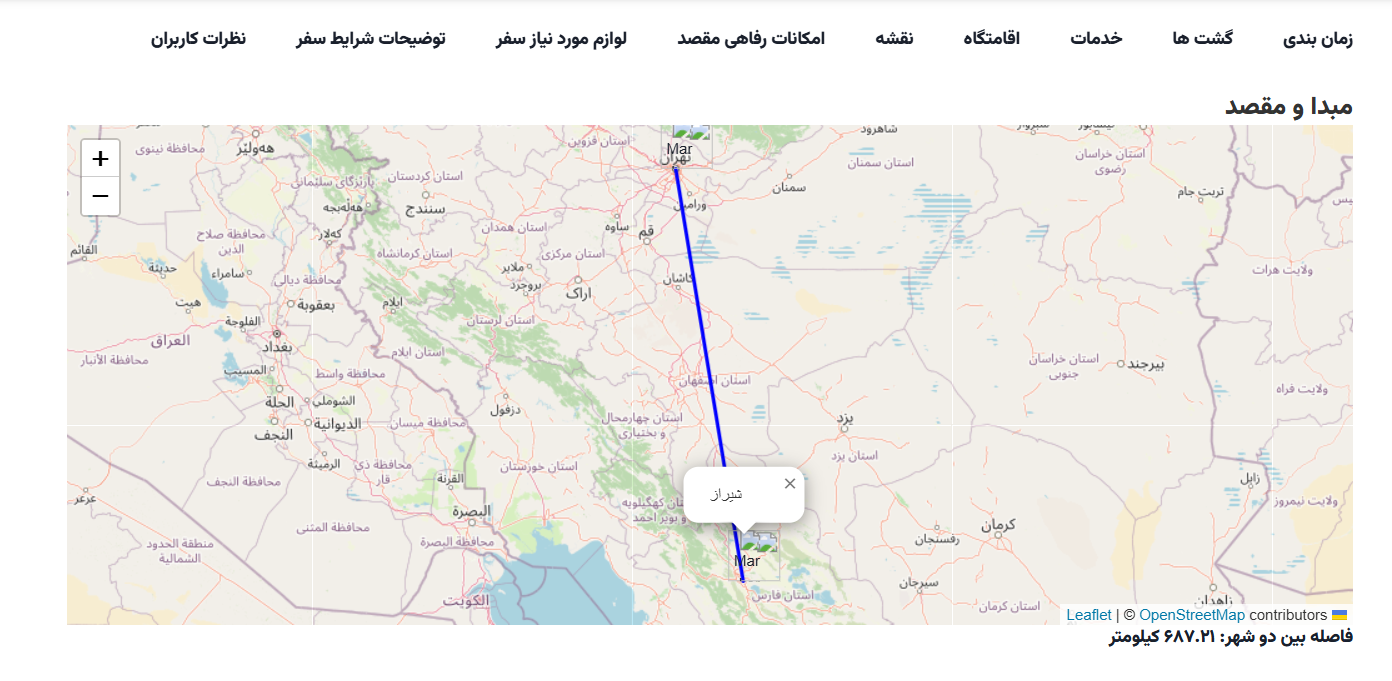 زمان بندی
گشت ها
خدمات
اقامتگاه
نقشه
امکانات رفاهی مقصد
لوازم مورد نیاز سفر
توضیحات شرایط سفر
نظرات کاربران
مبدا و مقصد
+
−
هەولێر
محافظة نینوی
استان قزوین
Mar
تهران
شاهرود
استان سمنان
استان خراسان
رضوی
پارێزگای سلێمانی
استان کردستان
سمنان
تربت جام
هەڵەبجە
سنندج
ورامین
محافظة صلاح
الدين
كەلار
استان همدان
ساوه
قم
القائم
استان کرمانشاه
استان مرکزی
حديثة
سامراء
محافظة ديالى
ملایر
بروجرد
کاشان
ولایت هرات
هيت
بعقوبة
ایلام
اراک
الفلوجة
استان لرستان
العراق
بغداد
استان ایلام
محافظة الأنبار
المسيب
محافظة واسط
استان اصفهان
استان خراسان
جنوبی
بیرجند
ولایت فراه
الحلة
الشوملي
دزفول
الديوانية
محافظة ميسان
استان چهارمحال
و بختیاری
یزد
النجف
الرميثة
محافظة ذي
قار
استان خوزستان
استان یزد
محافظة النجف
القرنة
زابل
عرعر
شیراز
×
ولایت نیمروز
البصرة
و بویر احمد
محافظة المثنى
کرمان
رفسنجان
منطقة الحدود
الشمالية
محافظة البصرة
Mar
سیرجان
الكويت
استان فارس
استان کرمان
زاهدان
Leaflet | © OpenStreetMap contributors
فاصله بین دو شهر: ۶۸۷.۲۱ کیلومتر